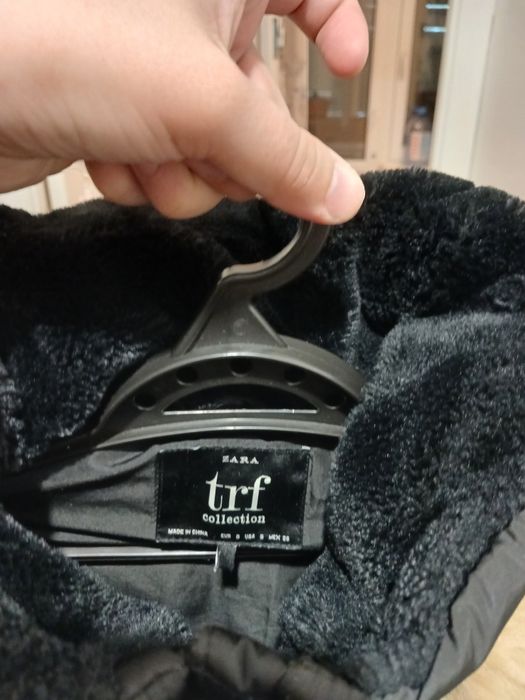 ZARA
trf
collection
MADE IN CHINA EUR S USA S MEX 26